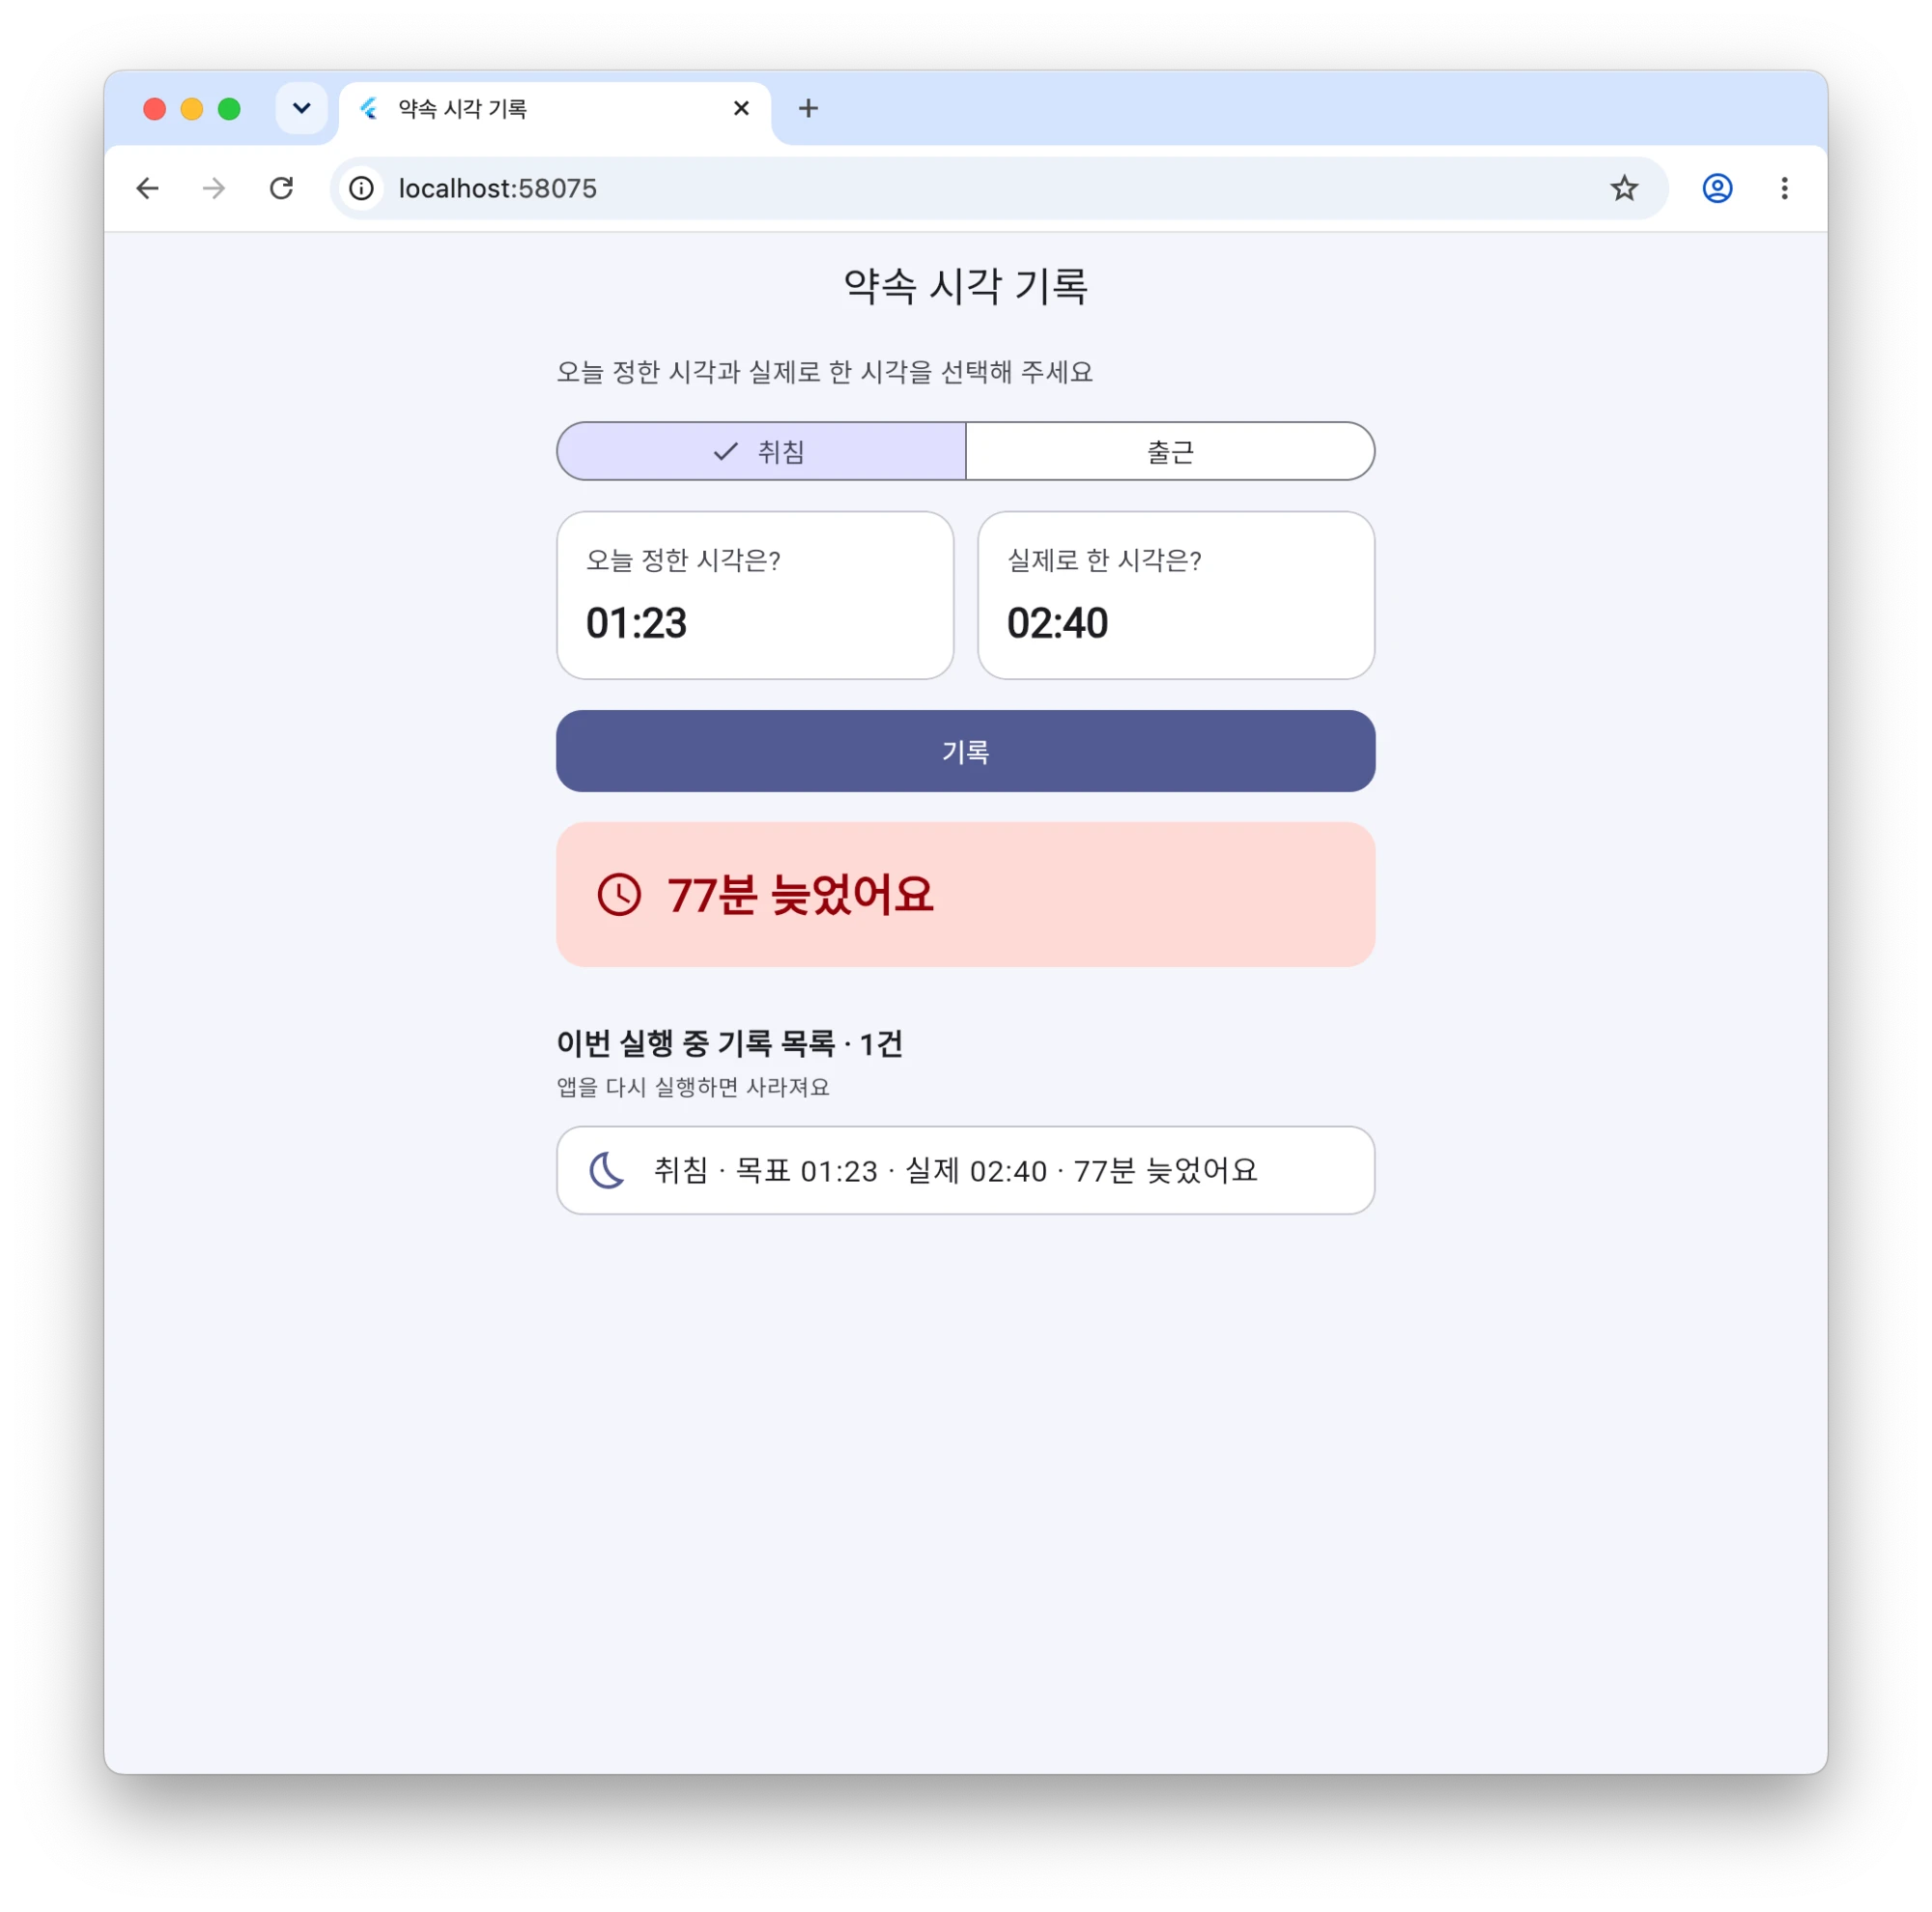 약속 시각 기록
localhost:58075
약속 시각 기록
오늘 정한 시각과 실제로 한 시각을 선택해 주세요
취침
출근
오늘 정한 시각은?
01:23
실제로 한 시각은?
02:40
기록
77분 늦었어요
이번 실행 중 기록 목록 · 1건
앱을 다시 실행하면 사라져요
취침 · 목표 01:23 · 실제 02:40 · 77분 늦었어요